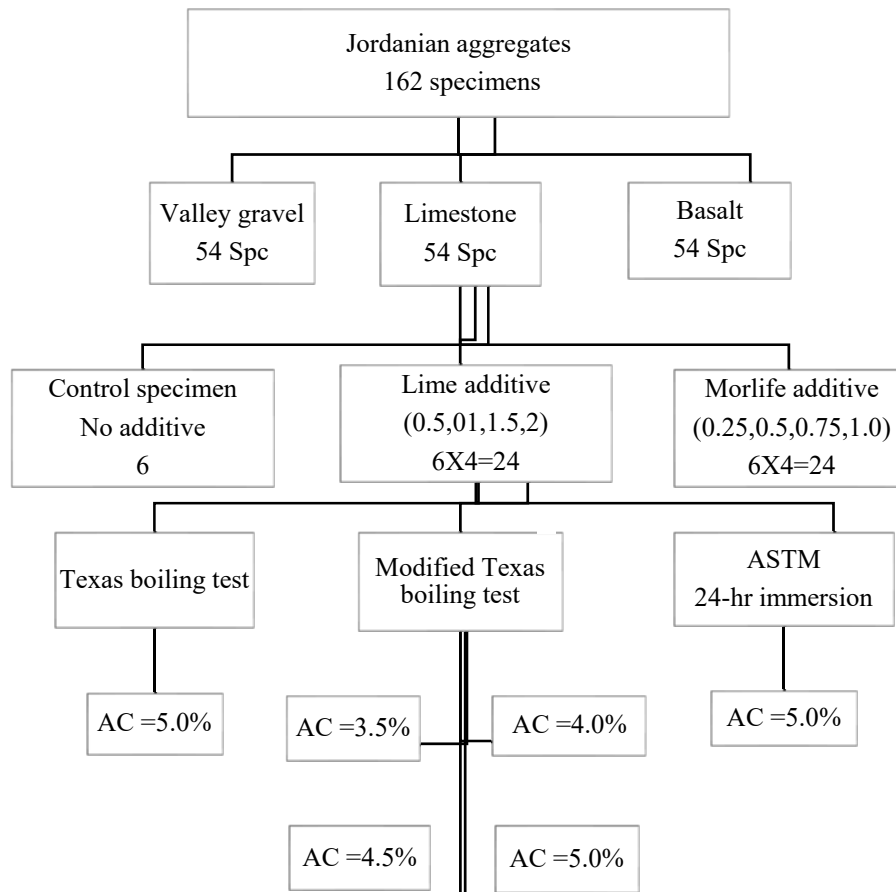 Jordanian aggregates
162 specimens
Valley gravel
54 Spc
Limestone
54 Spc
Basalt
54 Spc
Control specimen
No additive
6
Lime additive
(0.5,01,1.5,2)
6X4=24
Morlife additive
(0.25,0.5,0.75,1.0)
6X4=24
Texas boiling test
Modified Texas
boiling test
ASTM
24-hr immersion
AC =5.0%
AC =3.5%
AC =4.0%
AC =5.0%
AC =4.5%
AC =5.0%